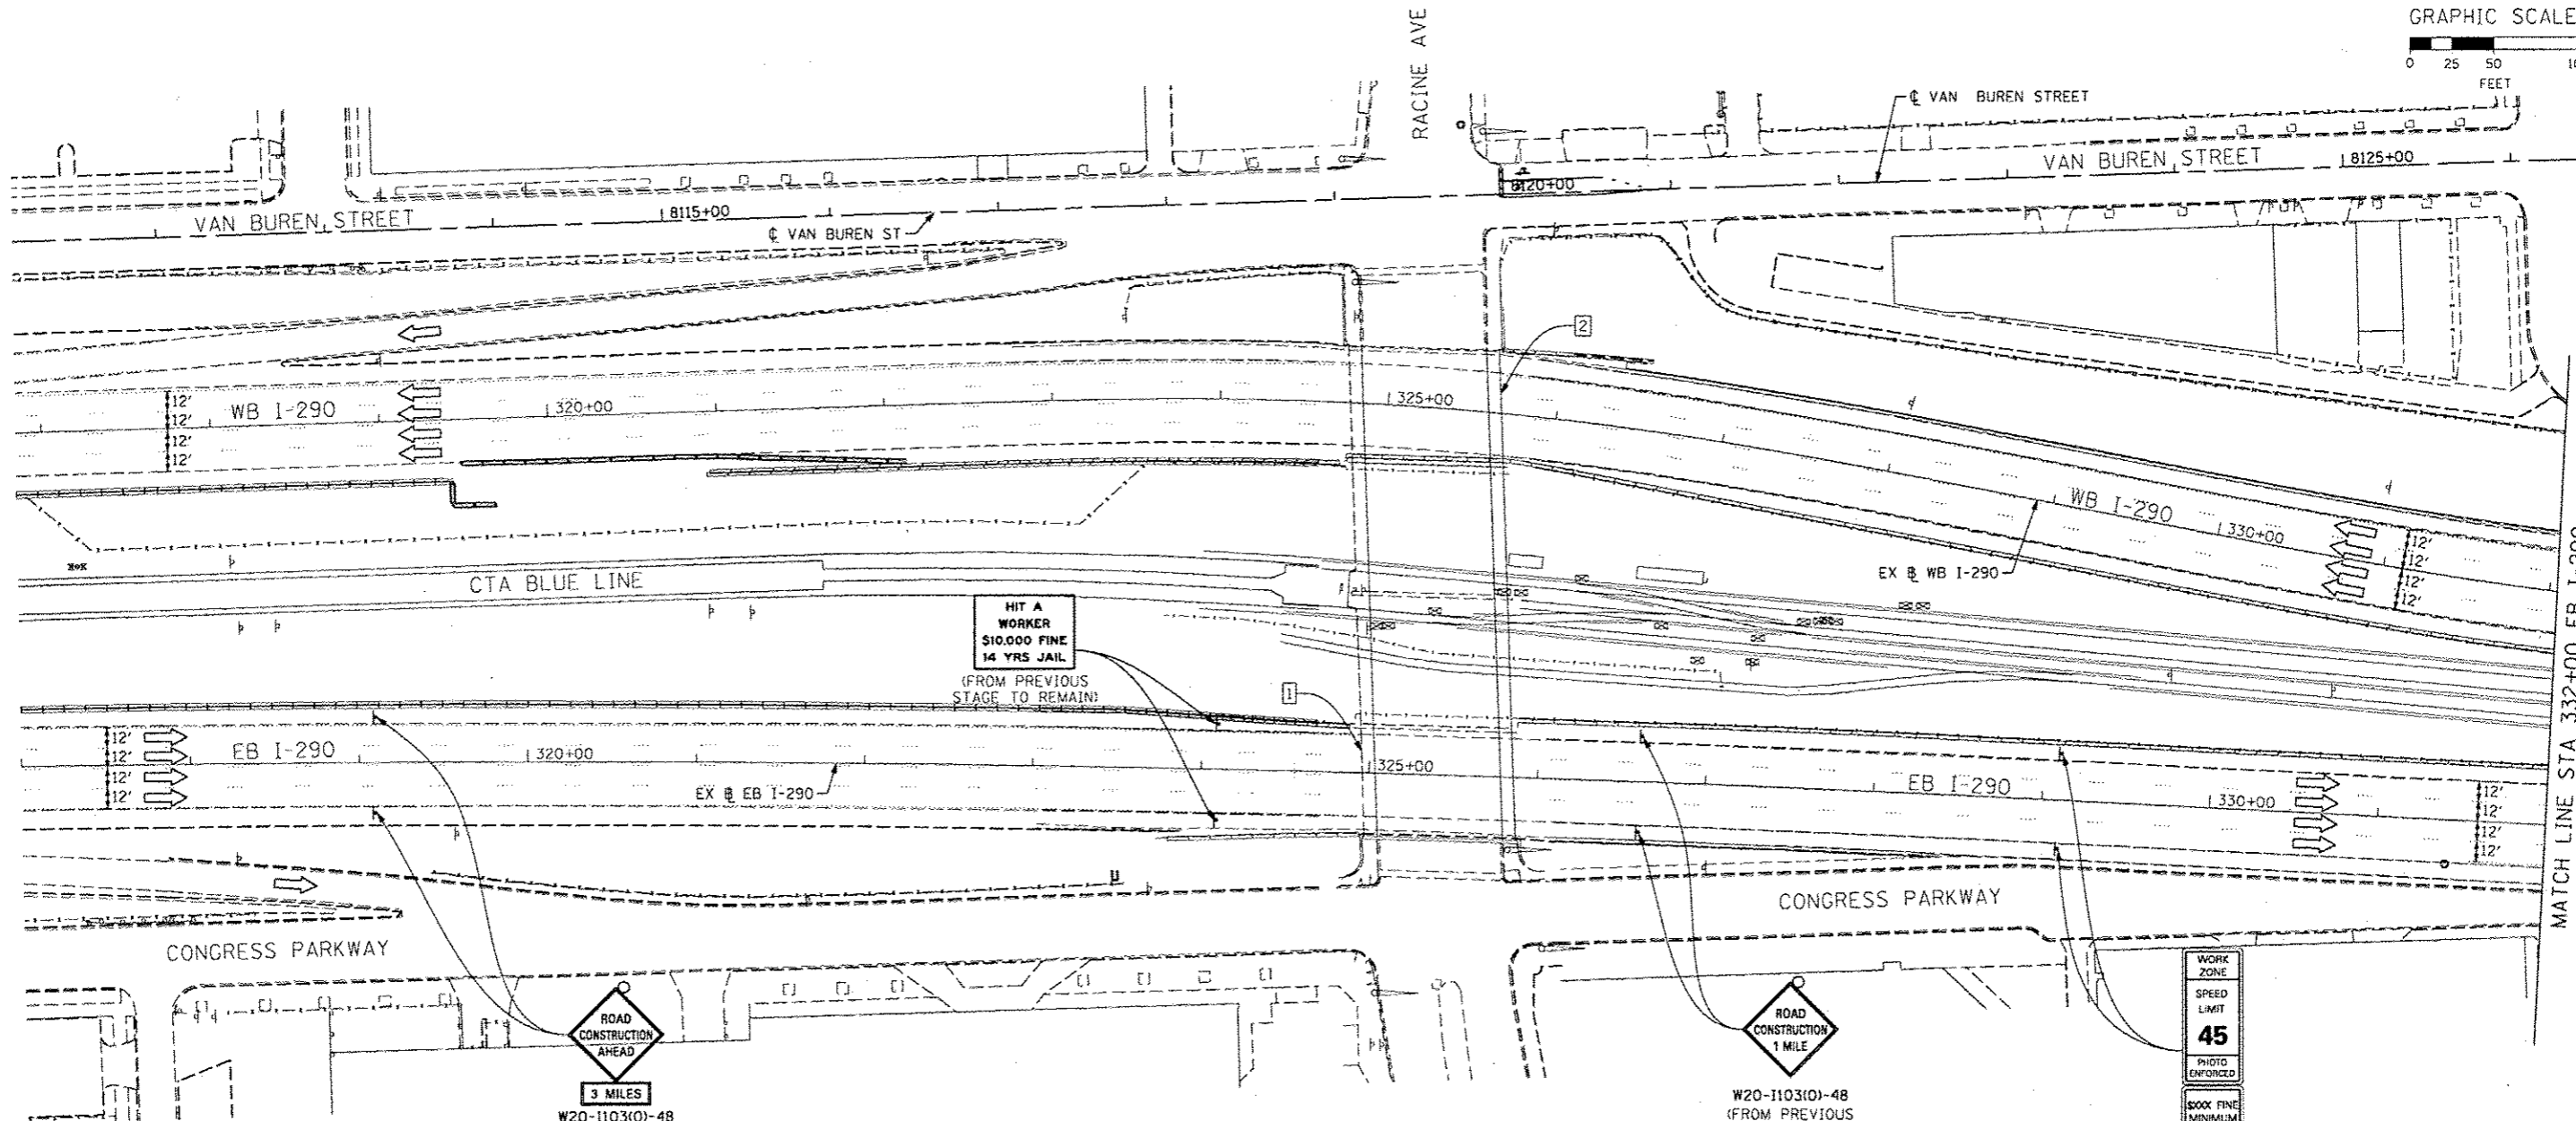 GRAPHIC SCALE
0 25 50
FEET
RACINE AVE
℄ VAN BUREN STREET
VAN BUREN STREET
8125+00
8120+00
VAN BUREN STREET
8115+00
℄ VAN BUREN ST
2
12'
12'
12'
12'
WB I-290
320+00
325+00
WB I-290
330+00
12'
12'
12'
12'
EX ℄ WB I-290
CTA BLUE LINE
HIT A
WORKER
$10,000 FINE
14 YRS JAIL
(FROM PREVIOUS
STAGE TO REMAIN)
1
12'
12'
12'
12'
EB I-290
320+00
EX ℄ EB I-290
325+00
EB I-290
330+00
12'
12'
12'
12'
MATCH LINE STA 332+00 EB I-290
CONGRESS PARKWAY
CONGRESS PARKWAY
ROAD
CONSTRUCTION
AHEAD
3 MILES
W20-I103(0)-48
ROAD
CONSTRUCTION
1 MILE
W20-I103(0)-48
(FROM PREVIOUS
WORK
ZONE
SPEED
LIMIT
45
PHOTO
ENFORCED
$XXX FINE
MINIMUM